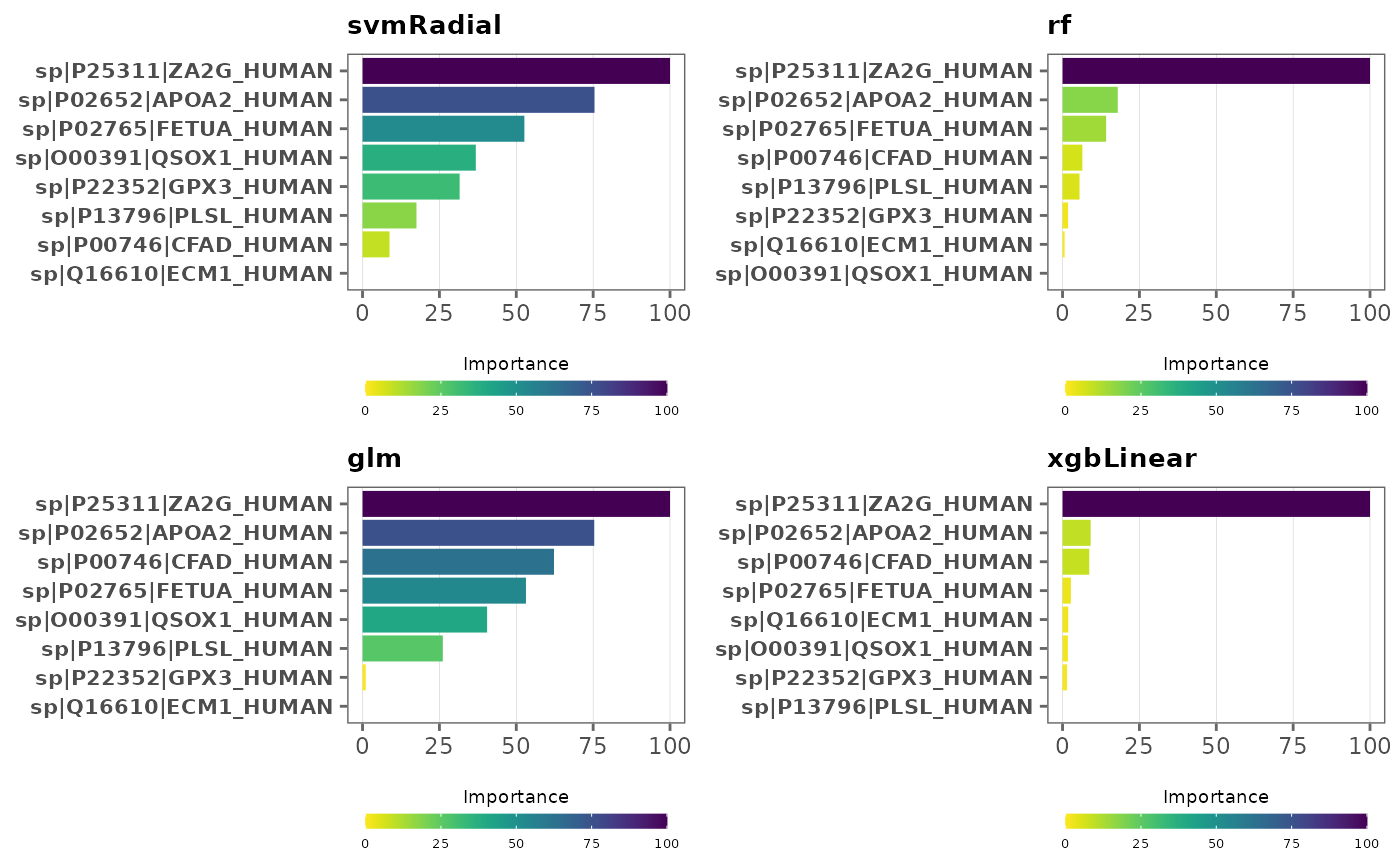 svmRadial
sp|P25311|ZA2G_HUMAN
sp|P02652|APOA2_HUMAN
sp|P02765|FETUA_HUMAN
sp|O00391|QSOX1_HUMAN
sp|P22352|GPX3_HUMAN
sp|P13796|PLSL_HUMAN
sp|P00746|CFAD_HUMAN
sp|Q16610|ECM1_HUMAN
0 25 50 75 100
Importance
0 25 50 75 100
rf
sp|P25311|ZA2G_HUMAN
sp|P02652|APOA2_HUMAN
sp|P02765|FETUA_HUMAN
sp|P00746|CFAD_HUMAN
sp|P13796|PLSL_HUMAN
sp|P22352|GPX3_HUMAN
sp|Q16610|ECM1_HUMAN
sp|O00391|QSOX1_HUMAN
0 25 50 75 100
Importance
0 25 50 75 100
glm
sp|P25311|ZA2G_HUMAN
sp|P02652|APOA2_HUMAN
sp|P00746|CFAD_HUMAN
sp|P02765|FETUA_HUMAN
sp|O00391|QSOX1_HUMAN
sp|P13796|PLSL_HUMAN
sp|P22352|GPX3_HUMAN
sp|Q16610|ECM1_HUMAN
0 25 50 75 100
Importance
0 25 50 75 100
xgbLinear
sp|P25311|ZA2G_HUMAN
sp|P02652|APOA2_HUMAN
sp|P00746|CFAD_HUMAN
sp|P02765|FETUA_HUMAN
sp|Q16610|ECM1_HUMAN
sp|O00391|QSOX1_HUMAN
sp|P22352|GPX3_HUMAN
sp|P13796|PLSL_HUMAN
0 25 50 75 100
Importance
0 25 50 75 100